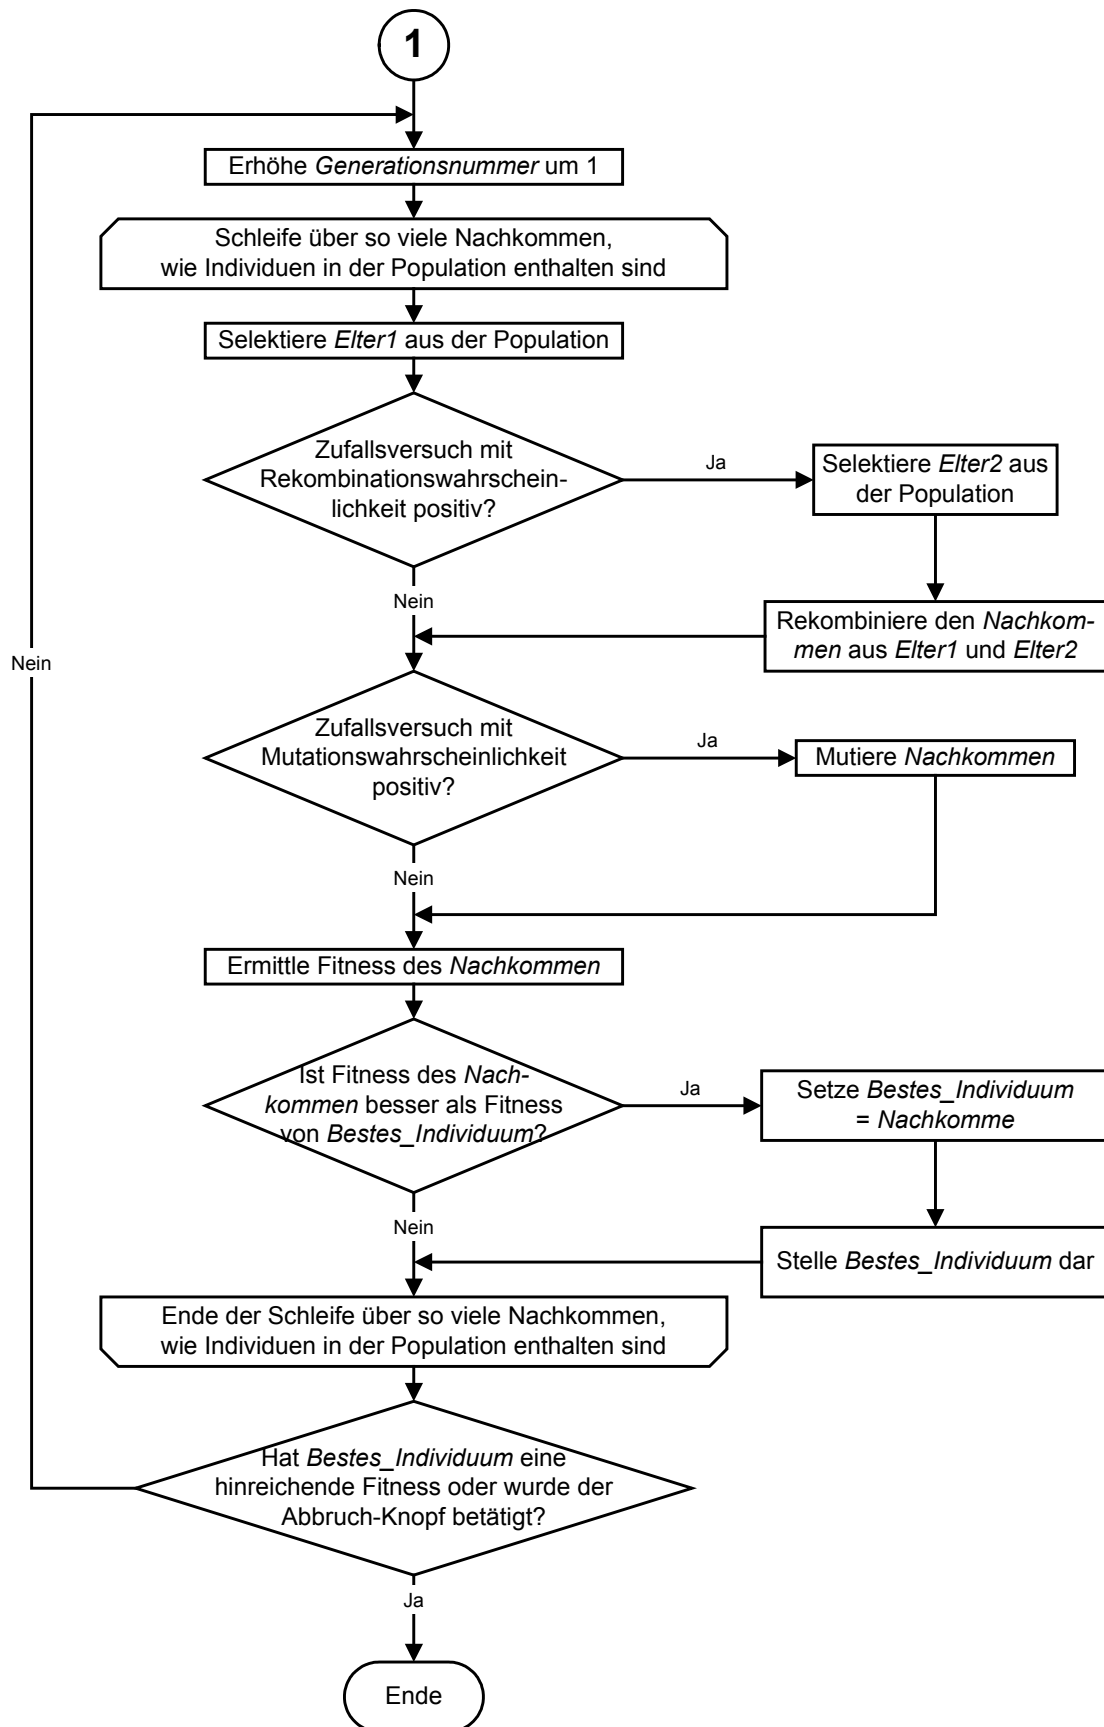 1
Erhöhe Generationsnummer um 1
Schleife über so viele Nachkommen,
wie Individuen in der Population enthalten sind
Selektiere Elter1 aus der Population
Zufallsversuch mit
Rekombinationswahrschein-
lichkeit positiv?
Ja
Selektiere Elter2 aus
der Population
Nein
Rekombiniere den Nachkom-
men aus Elter1 und Elter2
Nein
Zufallsversuch mit
Mutationswahrscheinlichkeit
positiv?
Ja
Mutiere Nachkommen
Nein
Ermittle Fitness des Nachkommen
Ist Fitness des Nach-
kommen besser als Fitness
von Bestes_Individuum?
Ja
Setze Bestes_Individuum
= Nachkomme
Nein
Stelle Bestes_Individuum dar
Ende der Schleife über so viele Nachkommen,
wie Individuen in der Population enthalten sind
Hat Bestes_Individuum eine
hinreichende Fitness oder wurde der
Abbruch-Knopf betätigt?
Ja
Ende